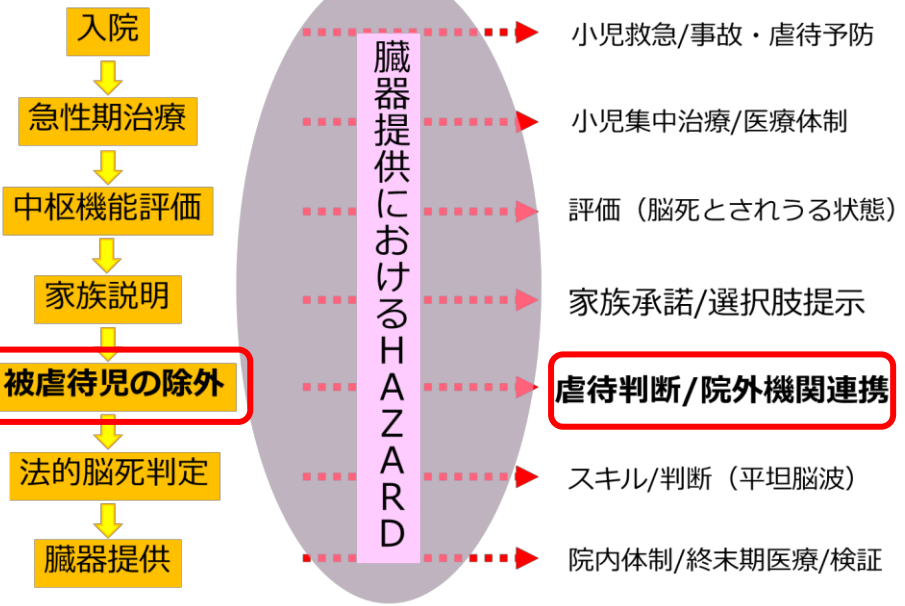 入院
小児救急/事故・虐待予防
急性期治療
小児集中治療/医療体制
中枢機能評価
評価（脳死とされうる状態）
家族説明
家族承諾/選択肢提示
被虐待児の除外
虐待判断/院外機関連携
法的脳死判定
スキル/判断（平坦脳波）
臓器提供
院内体制/終末期医療/検証
臓器提供におけるHAZARD